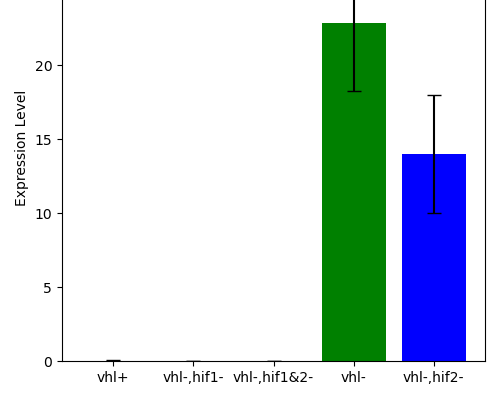 20
15
10
5
0
Expression Level
vhl+
vhl-,hif1-
vhl-,hif1&2-
vhl-
vhl-,hif2-